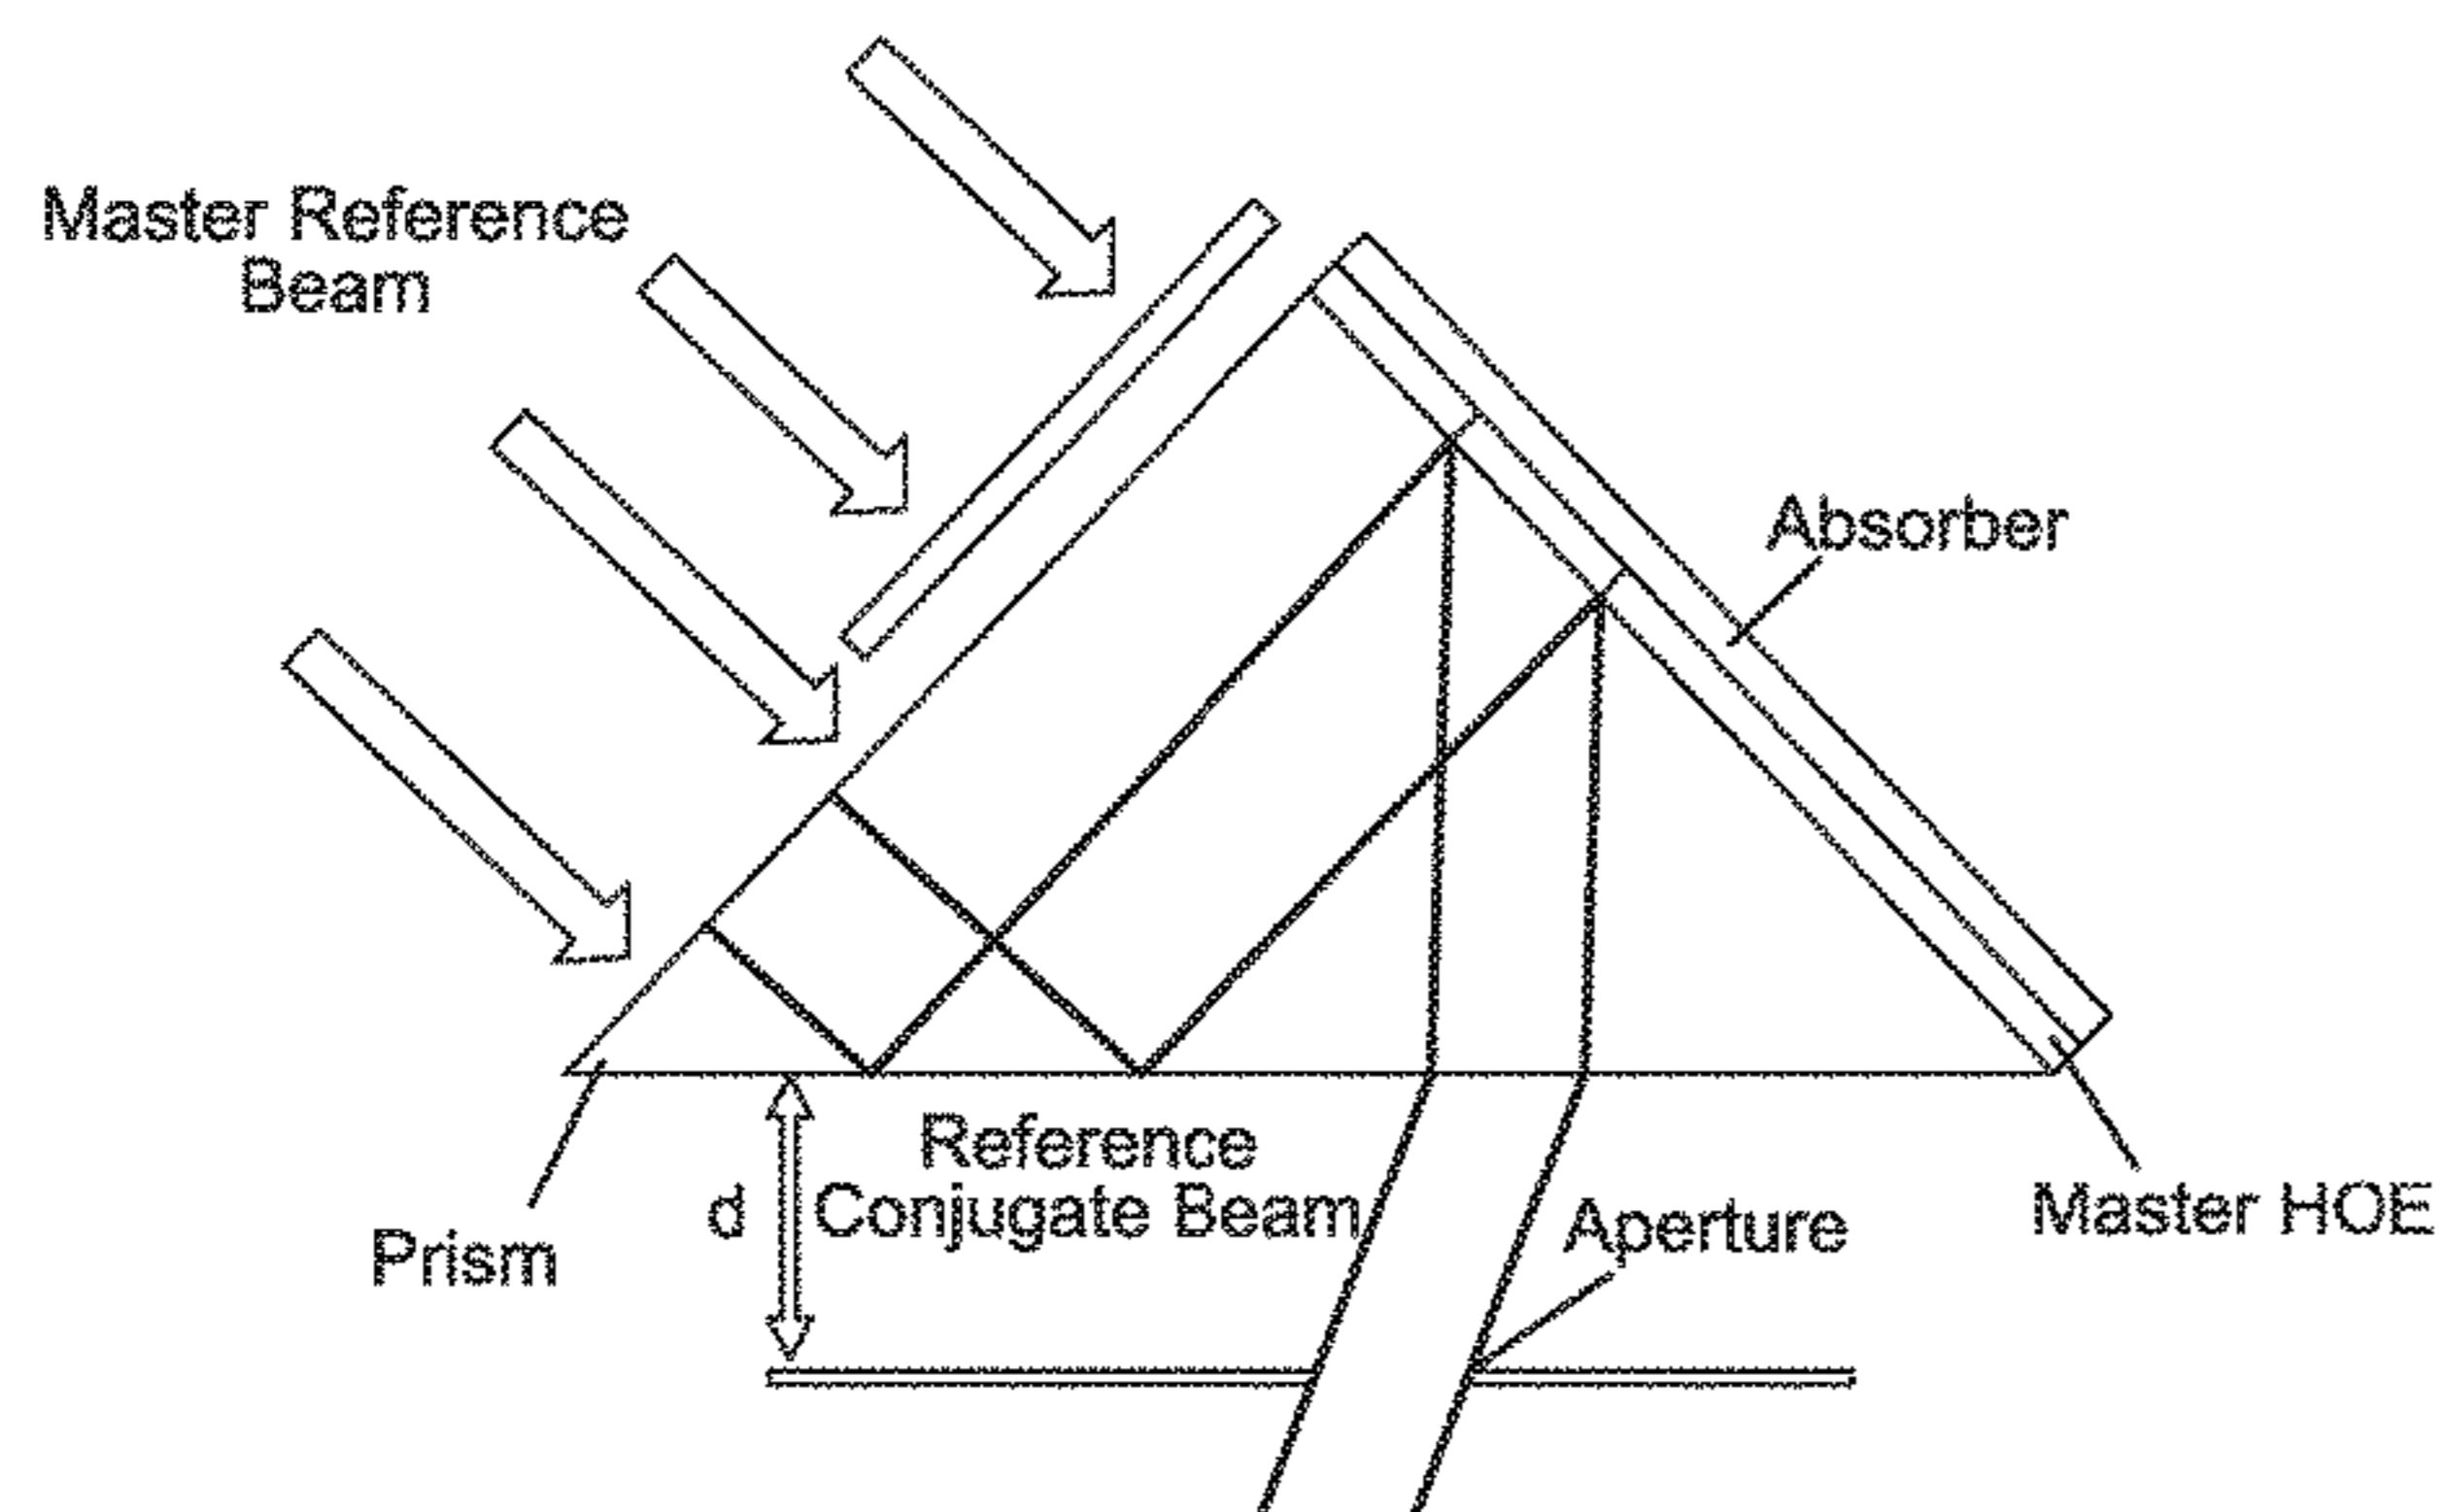 Master Reference
Beam
Absorber
Reference
d Conjugate Beam
Aperture
Prism
Master HOE